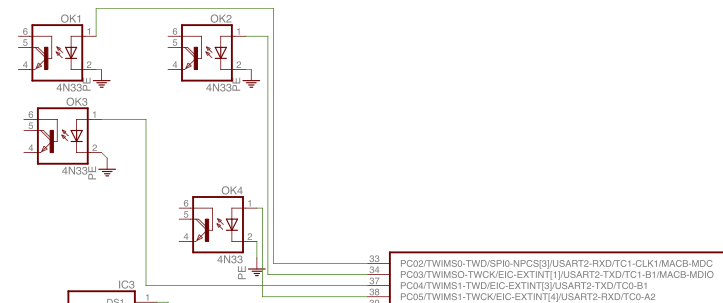 OK1
6
1
5
4
2
4N33
PE
OK2
6
1
5
4
2
4N33
PE
OK3
6
1
5
4
2
4N33
PE
OK4
6
1
5
4
2
4N33
PE
33
PC02/TWIMS0-TWD/SPI0-NPCS[3]/USART2-RXD/TC1-CLK1/MACB-MDC
34
PC03/TWIMSO-TWCK/EIC-EXTINT[1]/USART2-TXD/TC1-B1/MACB-MDIO
37
PC04/TWIMS1-TWD/EIC-EXTINT[3]/USART2-TXD/TC0-B1
38
PC05/TWIMS1-TWCK/EIC-EXTINT[4]/USART2-RXD/TC0-A2
IC3
1